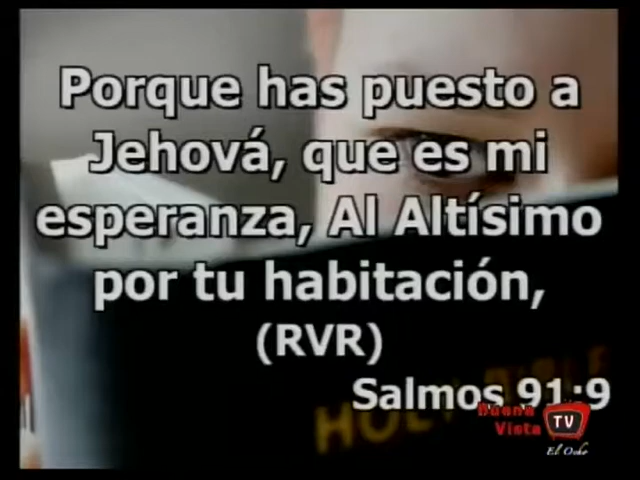 Porque has puesto a
Jehová, que es mi
esperanza, Al Altísimo
por tu habitación,
(RVR)
Salmos 91:9
HOLY BIBLE
Buena
Vista
TV
El Ocho